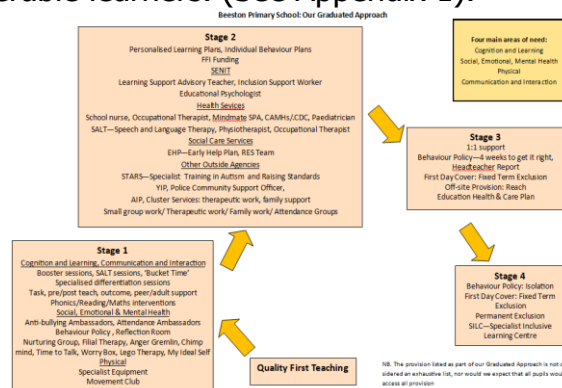 erable learners. (See Appendix 1).
Beeston Primary School: Our Graduated Approach
Stage 2
Personalised Learning Plans, Individual Behaviour Plans
FFI Funding
SENIT
Learning Support Advisory Teacher, Inclusion Support Worker
Educational Psychologist
Health Sevices
School nurse, Occupational Therapist, Mindmate SPA, CAMHs/.CDC, Paediatrician
SALT—Speech and Language Therapy, Physiotherapist, Occupational Therapist
Social Care Services
EHP—Early Help Plan, RES Team
Other Outside Agencies
STARS—Specialist Training in Autism and Raising Standards
YIP, Police Community Support Officer,
AIP, Cluster Services: therapeutic work, family support
Small group work/ Therapeutic work/ Family work/ Attendance Groups
Four main areas of need:
Cognition and Learning
Social, Emotional, Mental Health
Physical
Communication and Interaction
Stage 3
1:1 support
Behaviour Policy—4 weeks to get it right,
Headteacher Report
First Day Cover: Fixed Term Exclusion
Off-site Provision: Reach
Education Health & Care Plan
Stage 1
Cognition and Learning, Communication and Interaction
Booster sessions, SALT sessions, 'Bucket Time'
Specialised differentiation sessions
Task, pre/post teach, outcome, peer/adult support
Phonics/Reading/Maths interventions
Social, Emotional & Mental Health
Anti-bullying Ambassadors, Attendance Ambassadors
Behaviour Policy , Reflection Room
Nurturing Group, Filial Therapy, Anger Gremlin, Chimp
mind, Time to Talk, Worry Box, Lego Therapy, My Ideal Self
Physical
Specialist Equipment
Movement Club
Quality First Teaching
Stage 4
Behaviour Policy: Isolation
First Day Cover: Fixed Term
Exclusion
Permanent Exclusion
SILC—Specialist Inclusive
Learning Centre
NB. The provision listed as part of our Graduated Approach is not
sidered an exhaustive list, nor would we expect that all pupils
access all provision